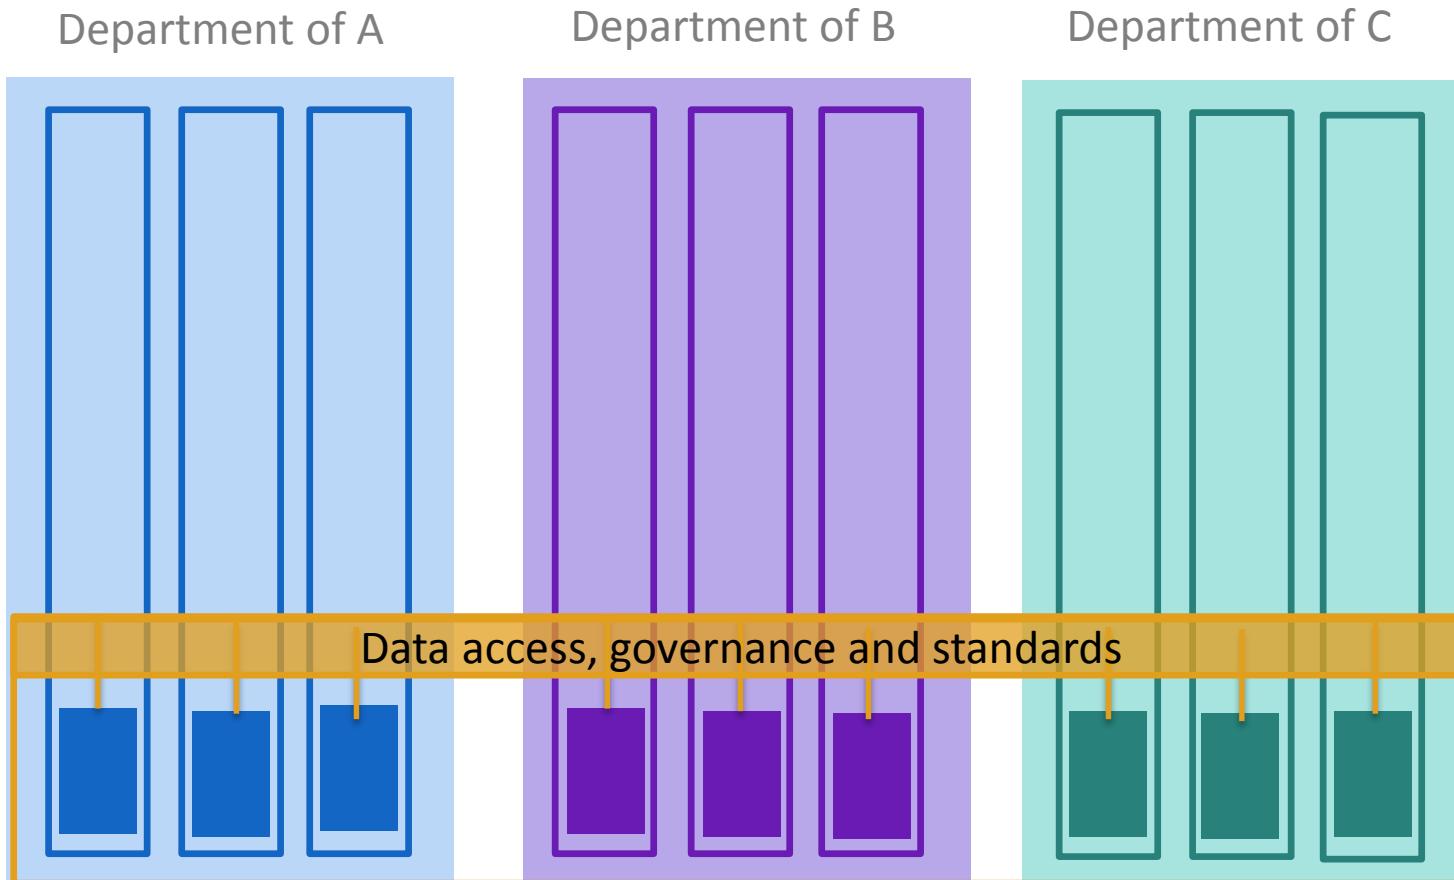 Department of A
Department of B
Department of C
Data access, governance and standards